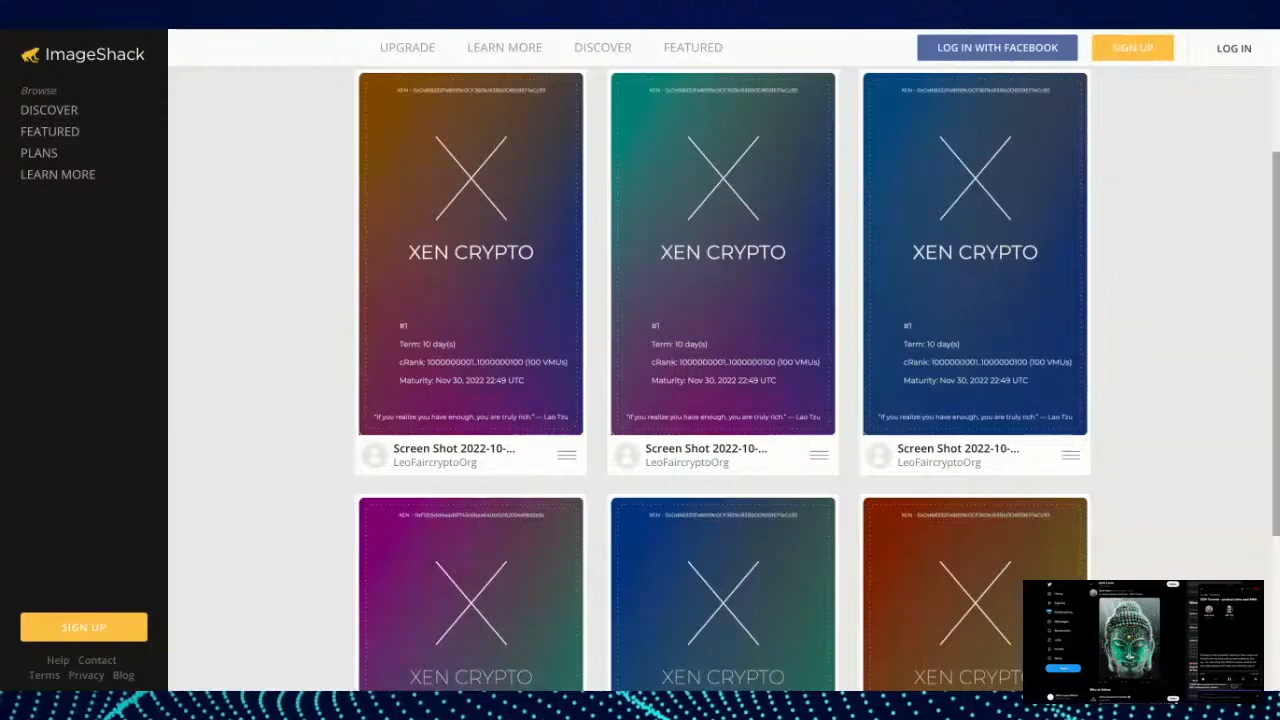 ImageShack
UPGRADE LEARN MORE DISCOVER FEATURED LOG IN WITH FACEBOOK SIGN UP LOG IN
Browse
FEATURED
PLANS
LEARN MORE
XEN CRYPTO
#1
Term: 10 day(s)
cRank: 1000000001..1000000100 (100 VMUs)
Maturity: Nov 30, 2022 22:49 UTC
"If you realize you have enough, you are truly rich." — Lao Tzu
Screen Shot 2022-10-...
LeoFaircryptoOrg
XEN CRYPTO
#1
Term: 10 day(s)
cRank: 1000000001..1000000100 (100 VMUs)
Maturity: Nov 30, 2022 22:49 UTC
"If you realize you have enough, you are truly rich." — Lao Tzu
Screen Shot 2022-10-...
LeoFaircryptoOrg
XEN CRYPTO
#1
Term: 10 day(s)
cRank: 1000000001..1000000100 (100 VMUs)
Maturity: Nov 30, 2022 22:49 UTC
"If you realize you have enough, you are truly rich." — Lao Tzu
Screen Shot 2022-10-...
LeoFaircryptoOrg
XEN CRYPTO
XEN CRYPTO
XEN CRYPTO
SIGN UP
Help Contact
Terms Privacy Blog